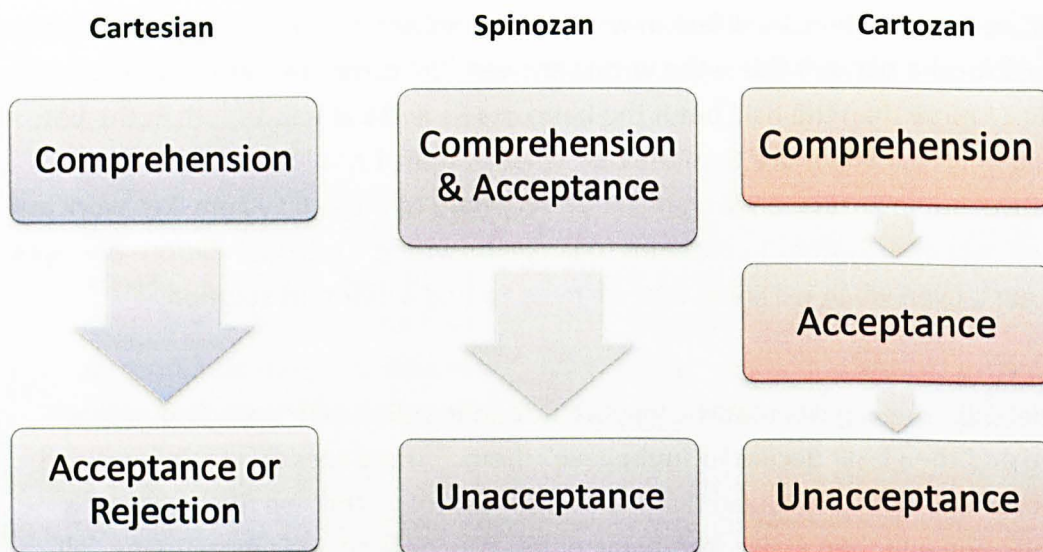 Cartesian
Spinozan
Cartozan
Comprehension
Comprehension
& Acceptance
Comprehension
Acceptance
Acceptance or
Rejection
Unacceptance
Unacceptance